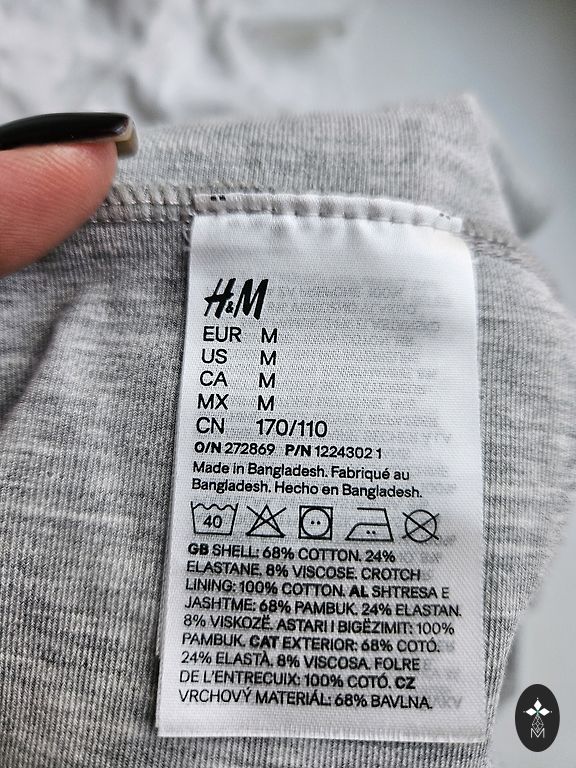 H&M
EUR M
US M
CA M
MX M
CN 170/110
O/N 272869 P/N 1224302 1
Made in Bangladesh. Fabriqué au
Bangladesh. Hecho en Bangladesh.
40
GB SHELL: 68% COTTON. 24%
ELASTANE. 8% VISCOSE. CROTCH
LINING: 100% COTTON. AL SHTRESA E
JASHTME: 68% PAMBUK. 24% ELASTAN.
8% VISKOZË. ASTARI I BIGËZIMIT: 100%
PAMBUK. CAT EXTERIOR: 68% COTÓ.
24% ELASTÀ. 8% VISCOSA. FOLRE
DE L'ENTRECUIX: 100% COTÓ. CZ
VRCHOVÝ MATERIÁL: 68% BAVLNA.